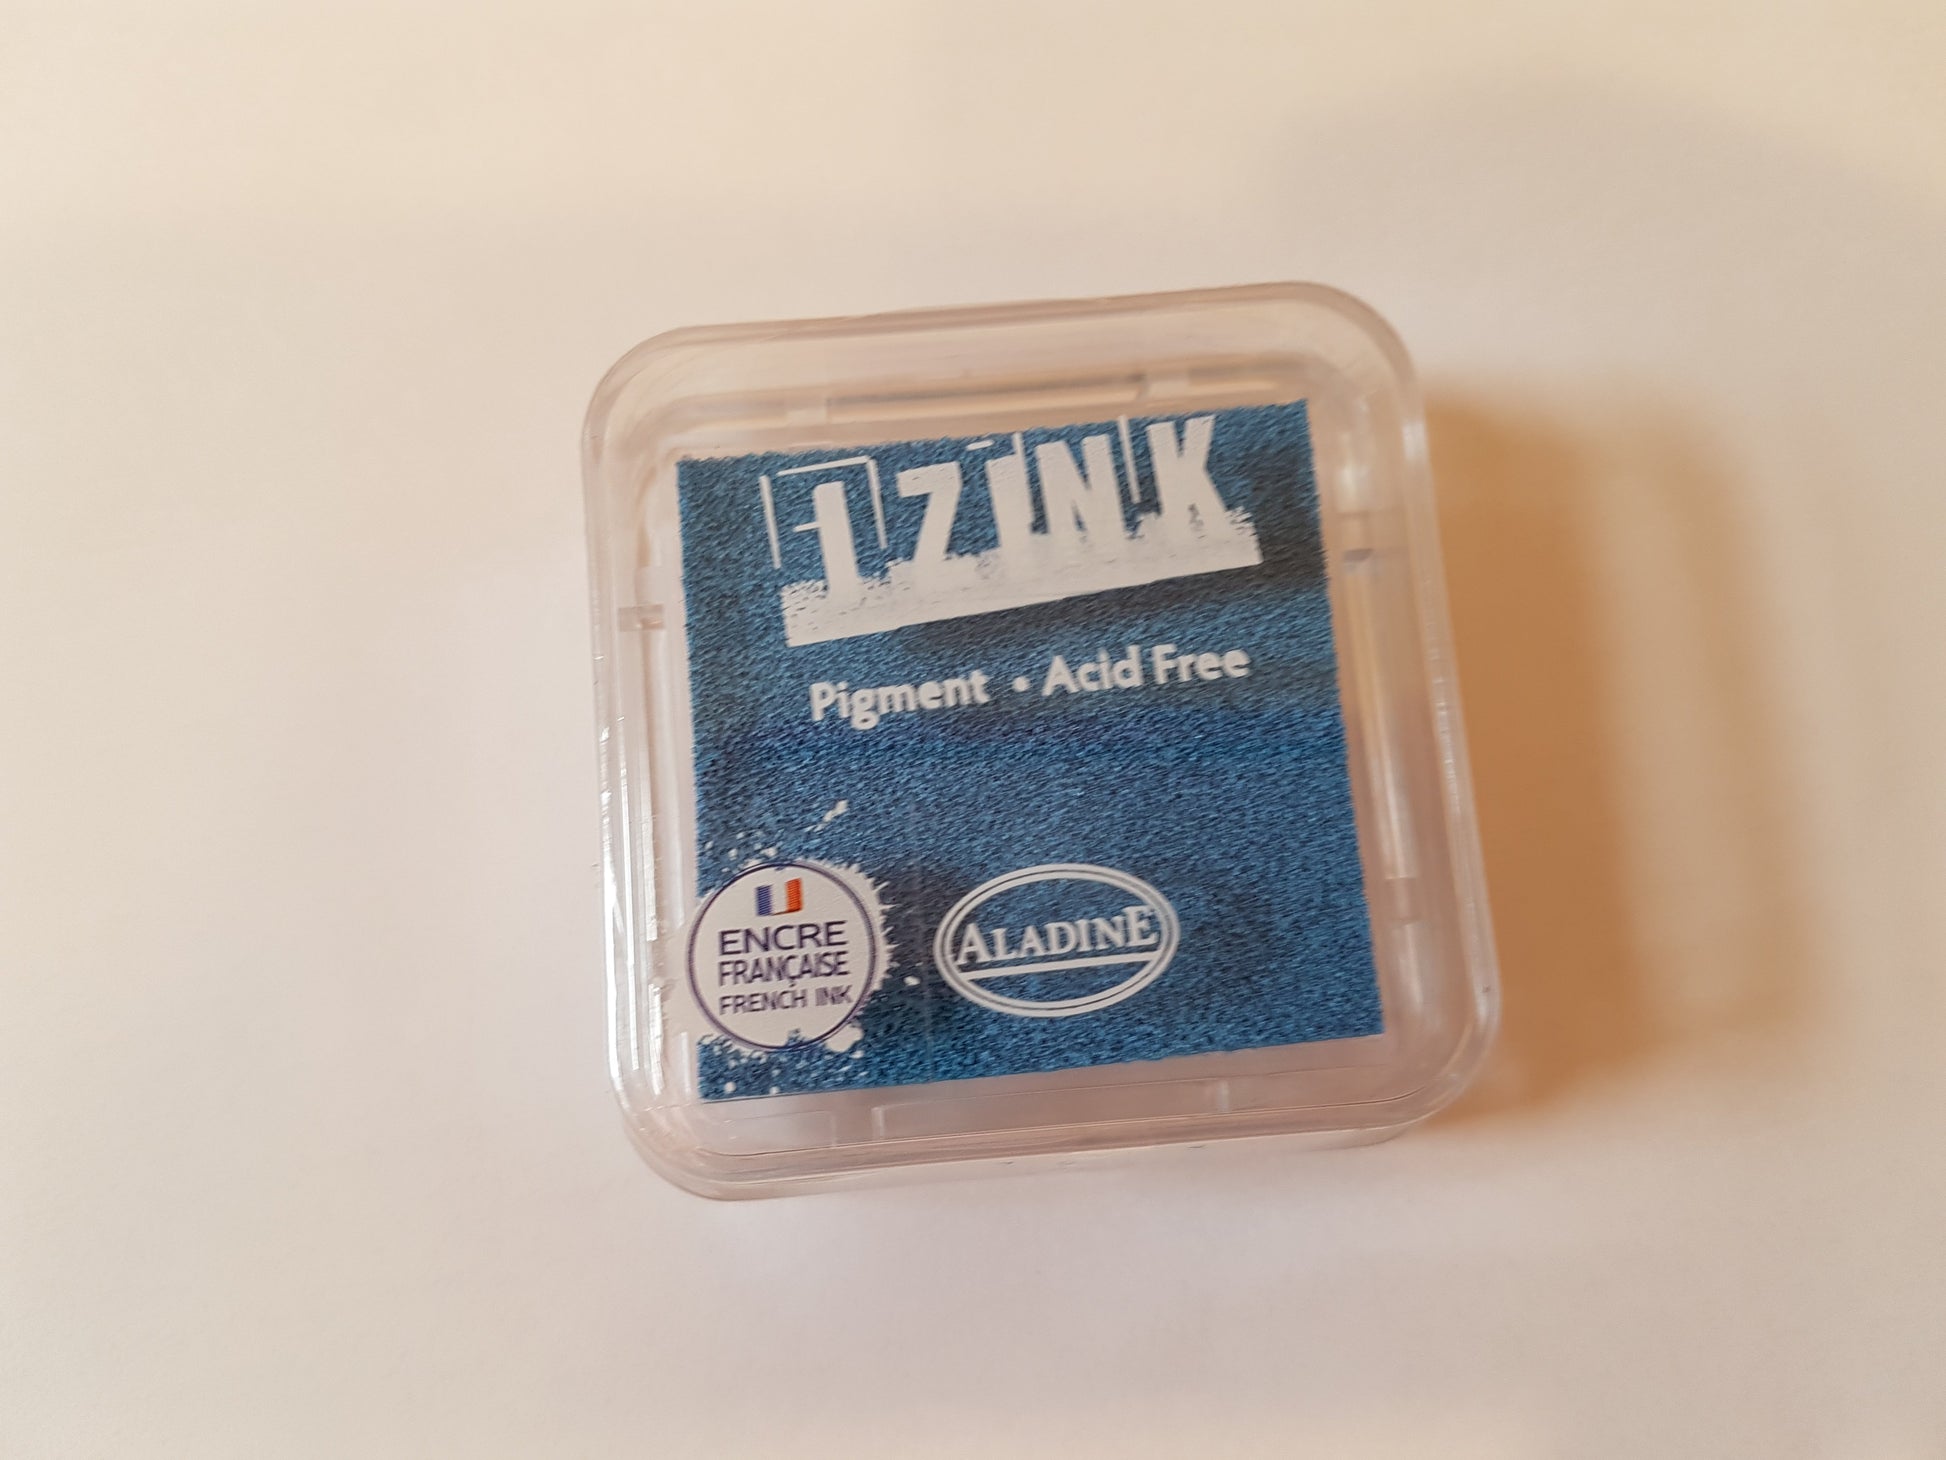 IZINK
Pigment • Acid Free
ENCRE
FRANÇAISE
FRENCH INK
ALADINE